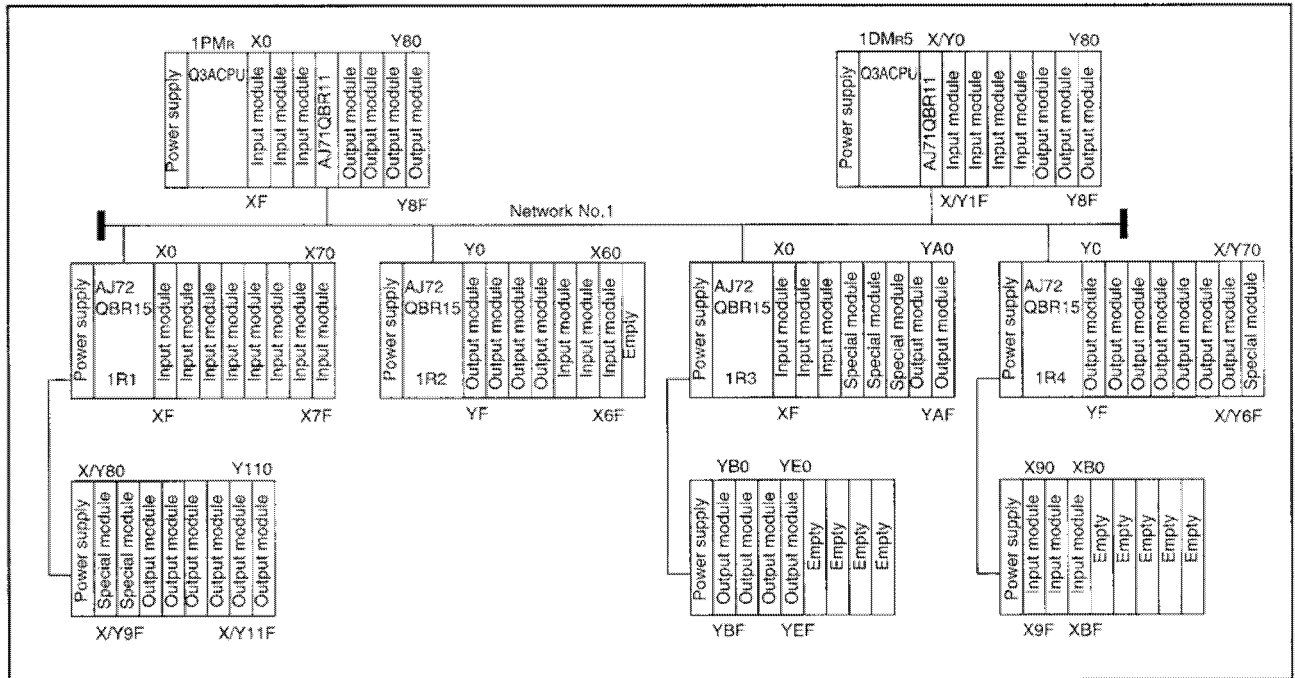 1PMR X0 Y80
Power supply
Q3ACPU
Input module
Input module
Input module
AJ71QBR11
Output module
Output module
Output module
Output module
XF Y8F
1DMR5 X/Y0 Y80
Power supply
Q3ACPU
AJ71QBR11
Input module
Input module
Input module
Input module
Output module
Output module
Output module
X/Y1F Y8F
Network No.1
X0 X70
Power supply
AJ72
QBR15
1R1
Input module
Input module
Input module
Input module
Input module
Input module
Input module
Input module
XF X7F
Y0 X60
Power supply
AJ72
QBR15
1R2
Output module
Output module
Output module
Output module
Input module
Input module
Input module
Empty
YF X6F
X0 YA0
Power supply
AJ72
QBR15
1R3
Input module
Input module
Input module
Special module
Special module
Special module
Output module
Output module
XF YAF
Y0 X/Y70
Power supply
AJ72
QBR15
1R4
Output module
Output module
Output module
Output module
Output module
Output module
Output module
Special module
YF X/Y6F
X/Y80 Y110
Power supply
Special module
Special module
Output module
Output module
Output module
Output module
Output module
Output module
X/Y9F X/Y11F
YB0 YE0
Power supply
Output module
Output module
Output module
Output module
Empty
Empty
Empty
Empty
YBF YEF
X90 XB0
Power supply
Input module
Input module
Input module
Empty
Empty
Empty
Empty
Empty
X9F XBF